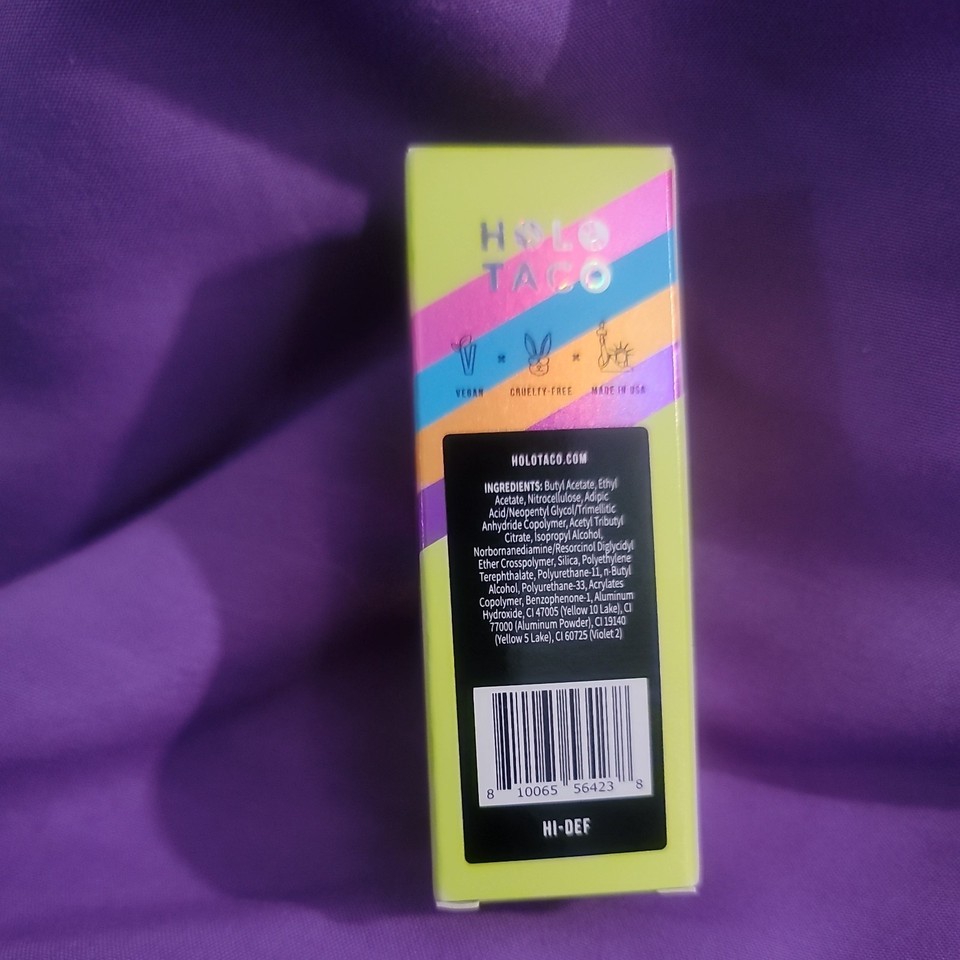 HOLO
TACO
VEGAN
CRUELTY-FREE
MADE IN USA
HOLOTACO.COM
INGREDIENTS: Butyl Acetate, Ethyl
Acetate, Nitrocellulose, Adipic
Acid/Neopentyl Glycol/Trimellitic
Anhydride Copolymer, Acetyl Tributyl
Citrate, Isopropyl Alcohol,
Norbornanediamine/Resorcinol Diglycidyl
Ether Crosspolymer, Silica, Polyethylene
Terephthalate, Polyurethane-11, n-Butyl
Alcohol, Polyurethane-33, Acrylates
Copolymer, Benzophenone-1, Aluminum
Hydroxide, CI 47005 (Yellow 10 Lake), CI
77000 (Aluminum Powder), CI 19140
(Yellow 5 Lake), CI 60725 (Violet 2)
8 10065 56423 8
HI-DEF